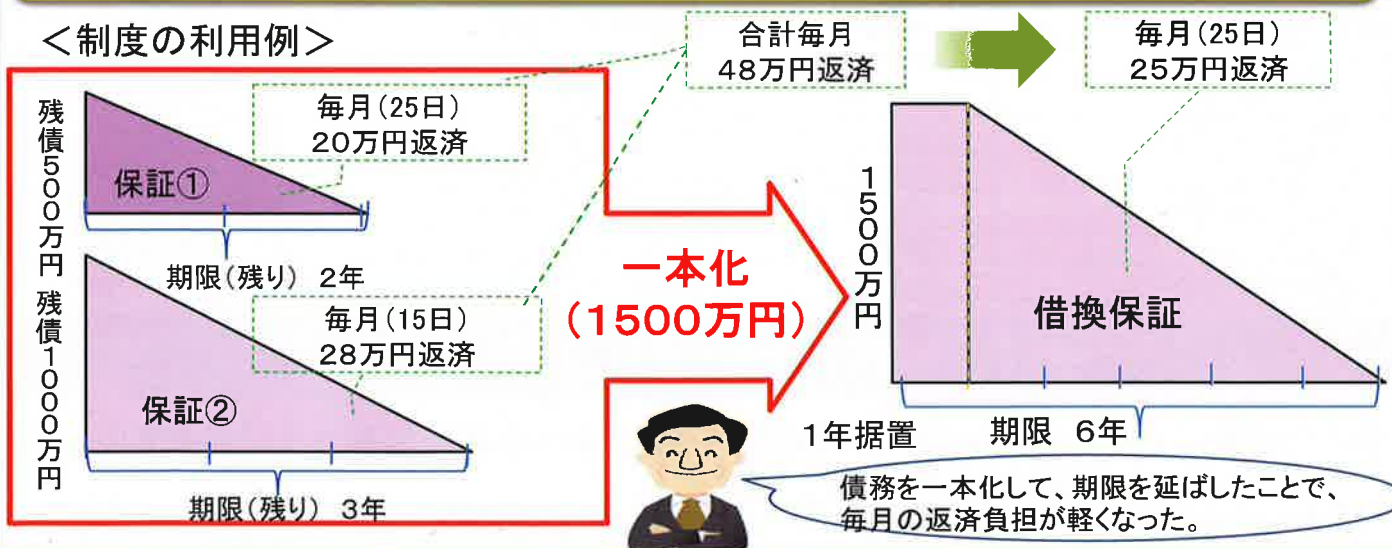 ＜制度の利用例＞
合計毎月
48万円返済
毎月(25日)
25万円返済
残債500万円
毎月(25日)
20万円返済
保証①
期限(残り) 2年
残債1000万円
毎月(15日)
28万円返済
保証②
期限(残り) 3年
一本化
(1500万円)
1500万円
借換保証
1年据置
期限 6年
債務を一本化して、期限を延ばしたことで、
毎月の返済負担が軽くなった。